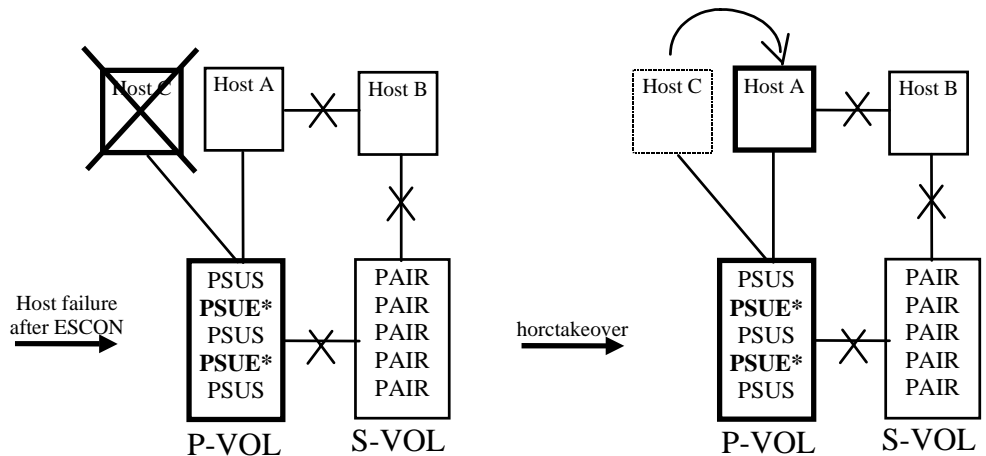 Host C
Host A
Host B
Host failure
after ESCON
PSUS
PSUE*
PSUS
PSUE*
PSUS
PAIR
PAIR
PAIR
PAIR
PAIR
P-VOL
S-VOL
horctakeover
Host C
Host A
Host B
PSUS
PSUE*
PSUS
PSUE*
PSUS
PAIR
PAIR
PAIR
PAIR
PAIR
P-VOL
S-VOL